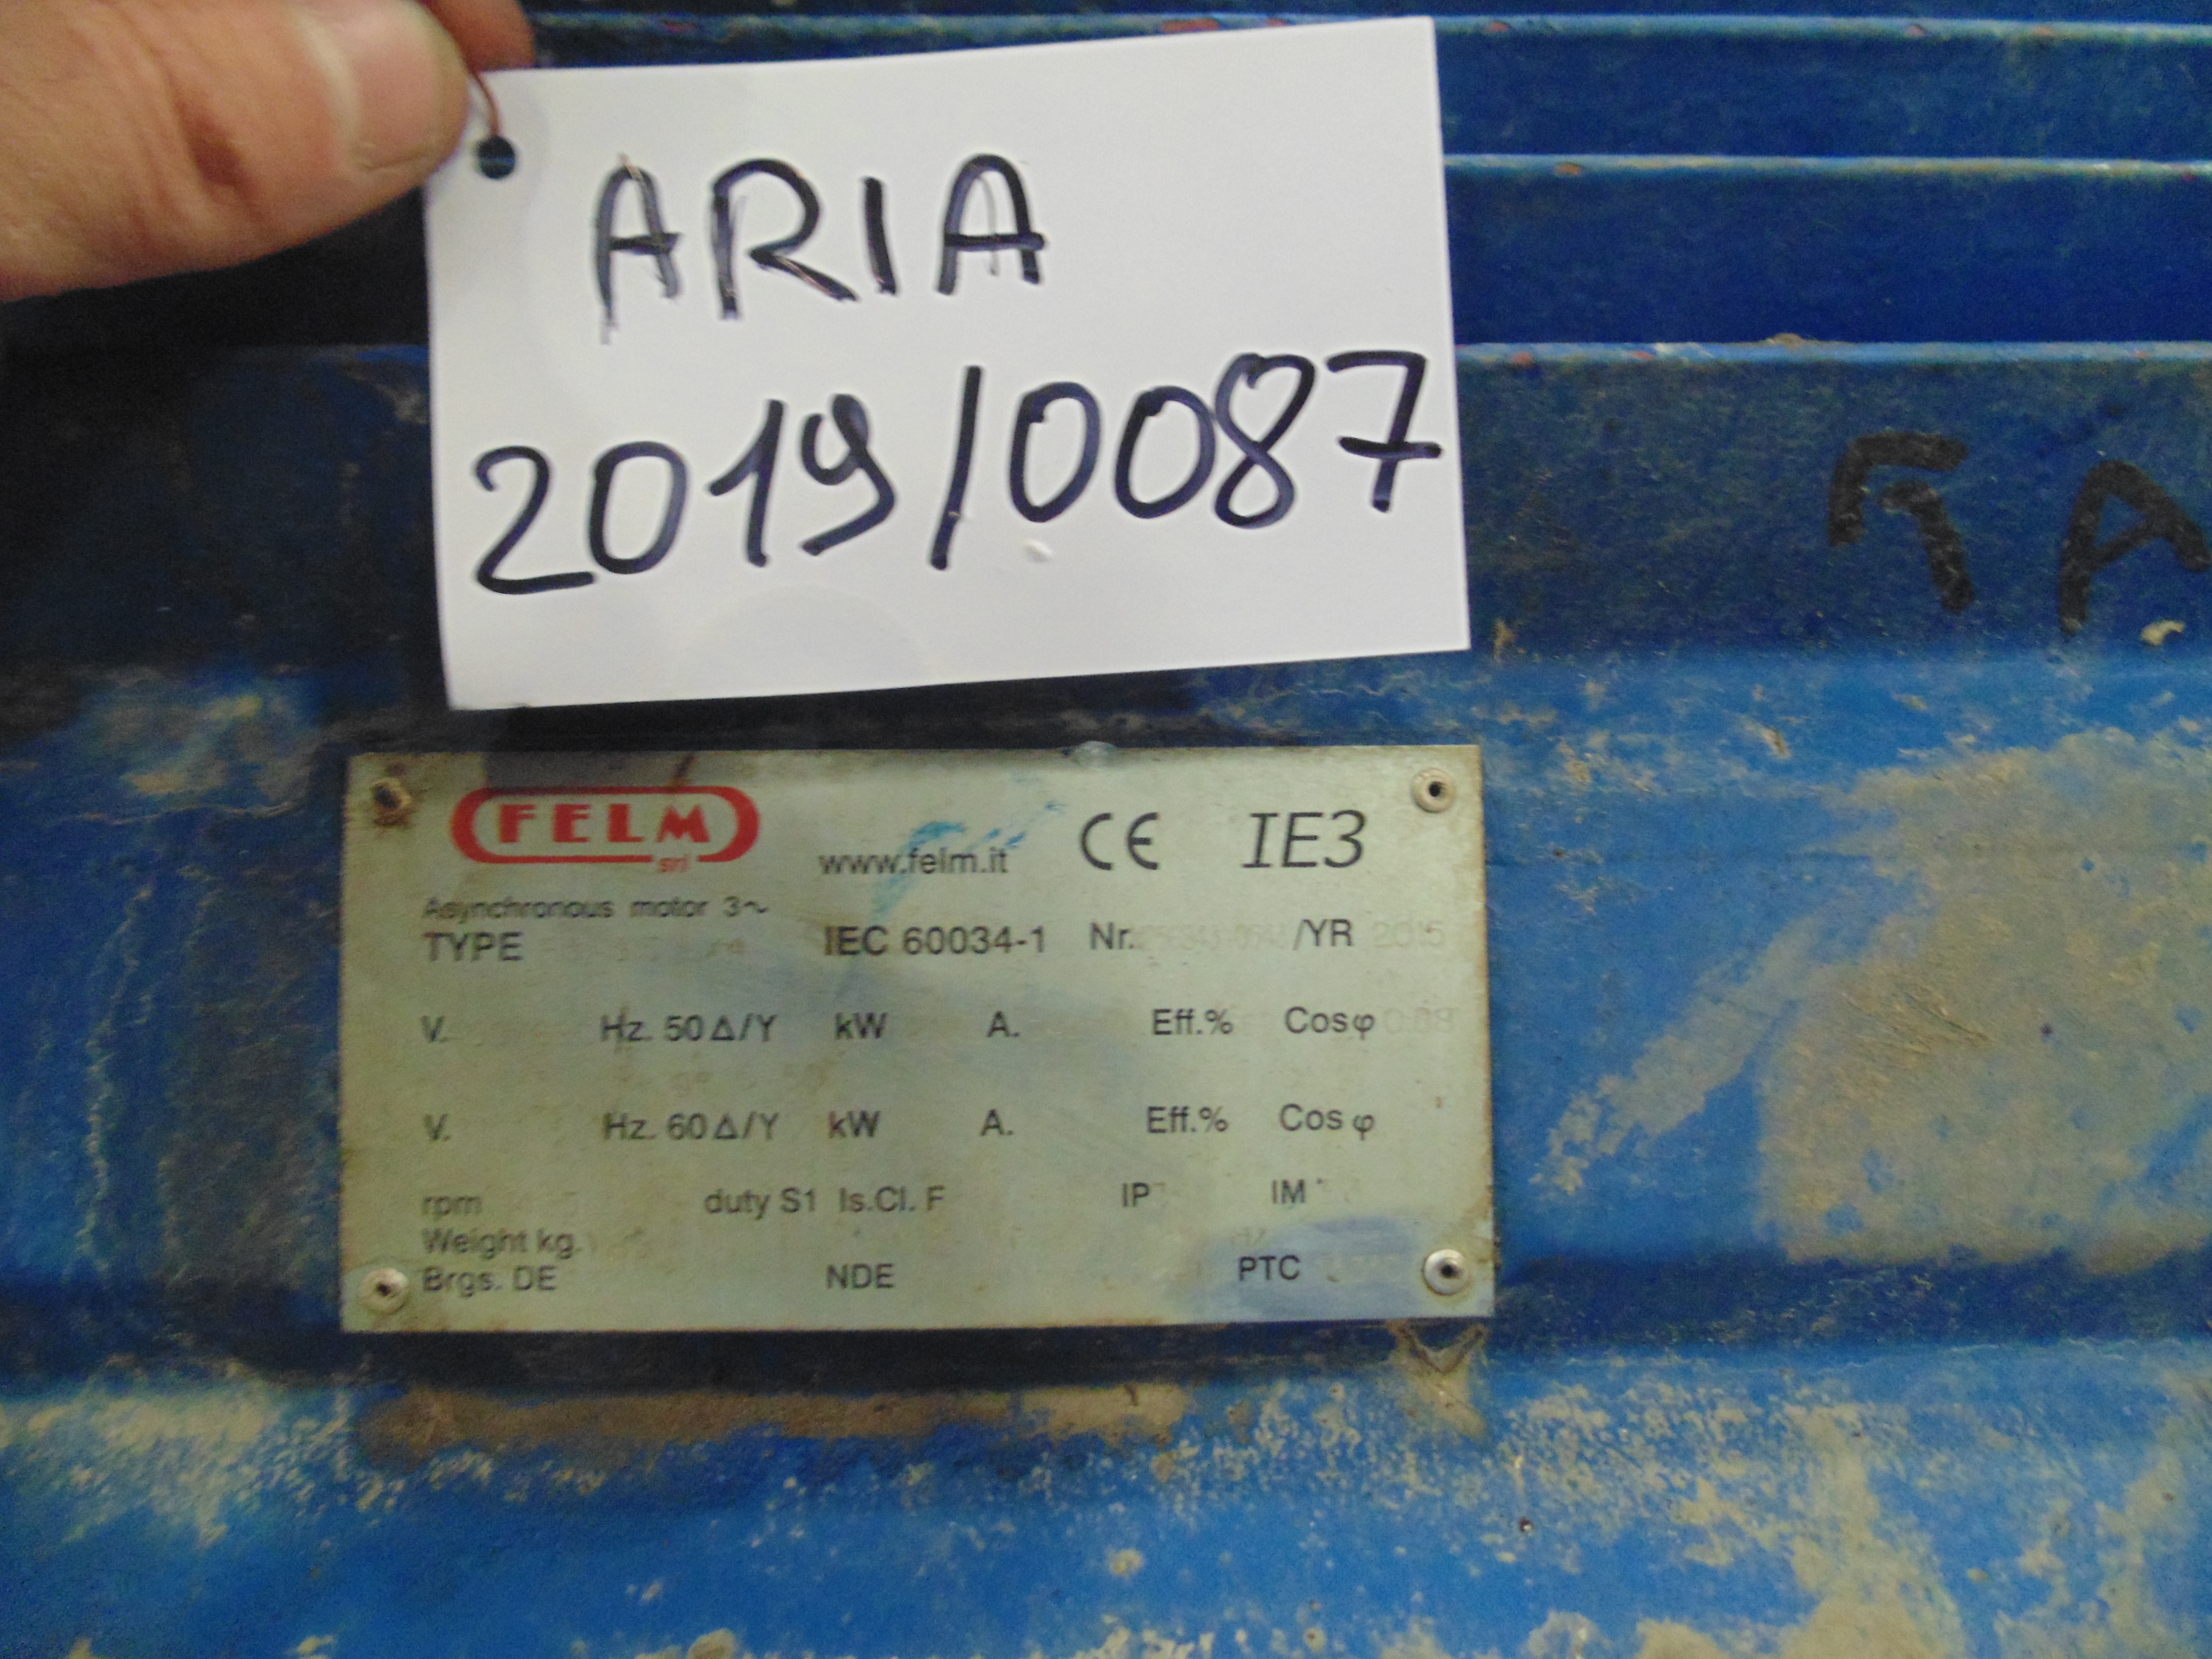 ARIA
2019/0087
FELM
srl
www.felm.it CE IE3
Asynchronous motor 3~
TYPE IEC 60034-1 Nr. /YR 2015
V. Hz. 50 Δ/Y kW A. Eff.% Cosφ
V. Hz. 60 Δ/Y kW A. Eff.% Cos φ
rpm duty S1 Is.Cl. F IP IM
Weight kg.
Brgs. DE NDE PTC